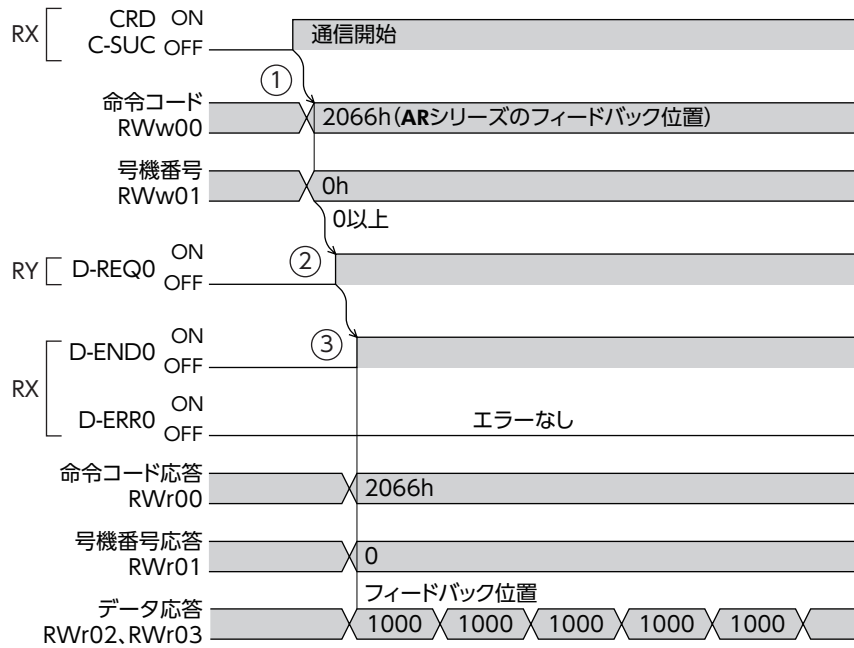 RX
CRD ON
C-SUC OFF
通信開始
①
命令コード
RWw00
2066h(ARシリーズのフィードバック位置)
号機番号
RWw01
0h
0以上
②
RY
D-REQ0
ON
OFF
③
RX
D-END0
ON
OFF
D-ERR0
ON
OFF
エラーなし
命令コード応答
RWr00
2066h
号機番号応答
RWr01
0
フィードバック位置
データ応答
RWr02、RWr03
1000 1000 1000 1000 1000